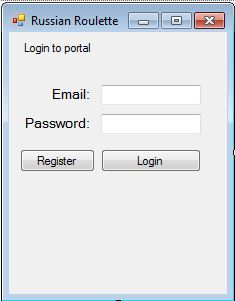 Russian Roulette
Login to portal
Email:
Password:
Register Login